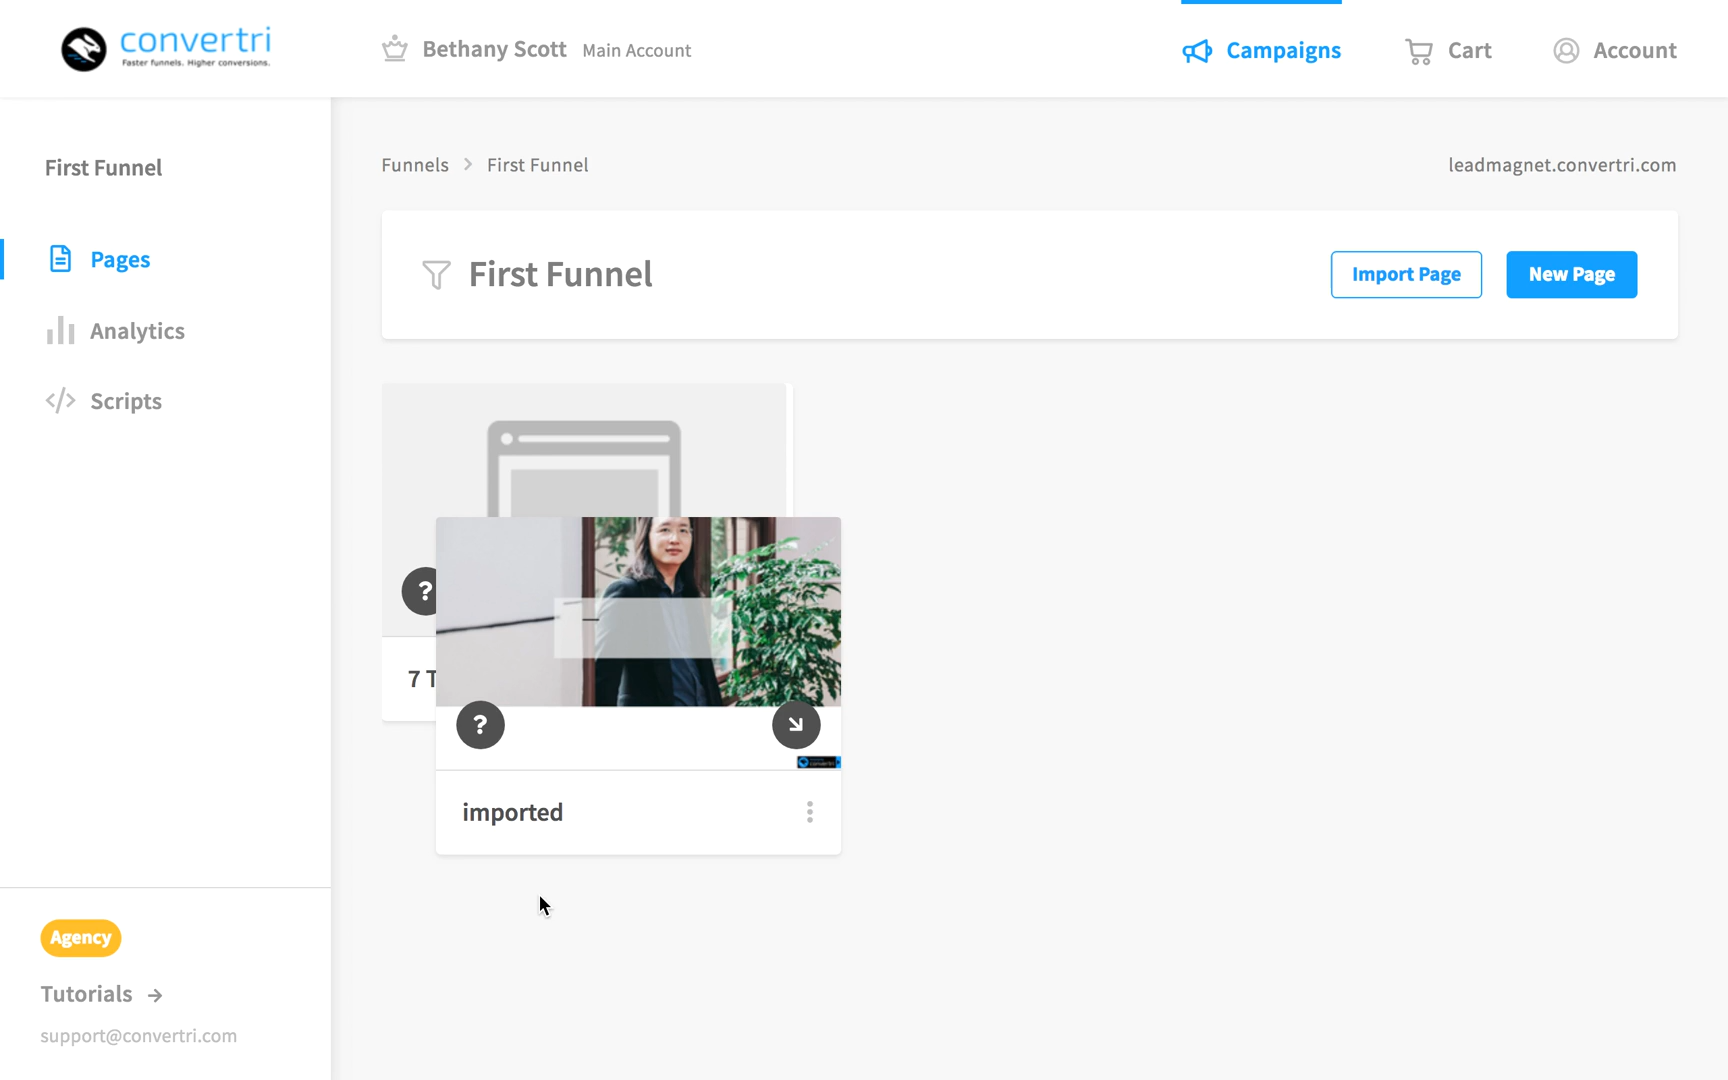 convertri
Faster funnels. Higher conversions.
Bethany Scott Main Account
Campaigns
Cart
Account
First Funnel
Pages
Analytics
Scripts
Funnels > First Funnel
leadmagnet.convertri.com
First Funnel
Import Page
New Page
?
7 T
?
convertri
imported
Agency
Tutorials →
support@convertri.com